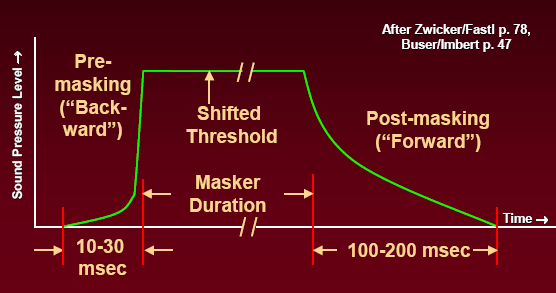 After Zwicker/Fastl p. 78,
Buser/Imbert p. 47
Sound Pressure Level →
Pre-
masking
(“Back-
ward”)
Shifted
Threshold
Post-masking
(“Forward”)
Masker
Duration
Time →
10-30
msec
100-200 msec